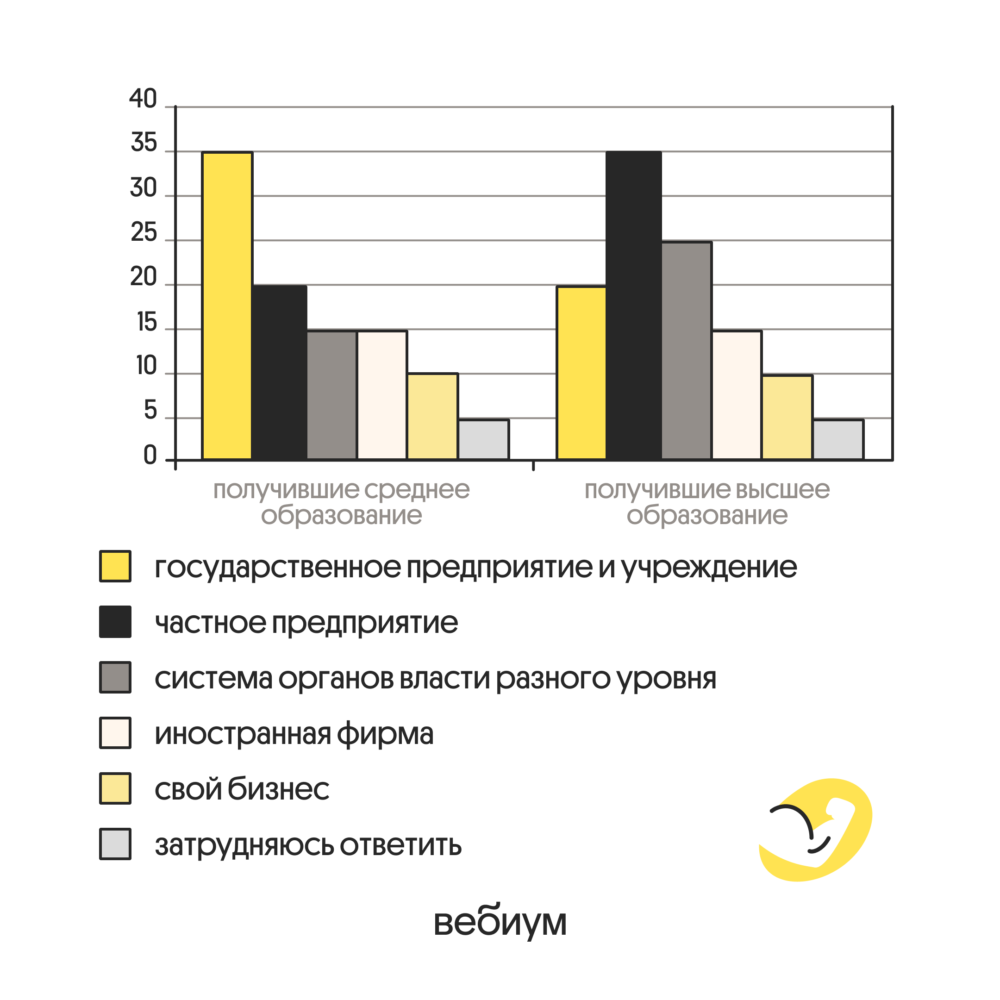 40
35
30
25
20
15
10
5
0
получившие среднее
образование
получившие высшее
образование
государственное предприятие и учреждение
частное предприятие
система органов власти разного уровня
иностранная фирма
свой бизнес
затрудняюсь ответить
вебиум